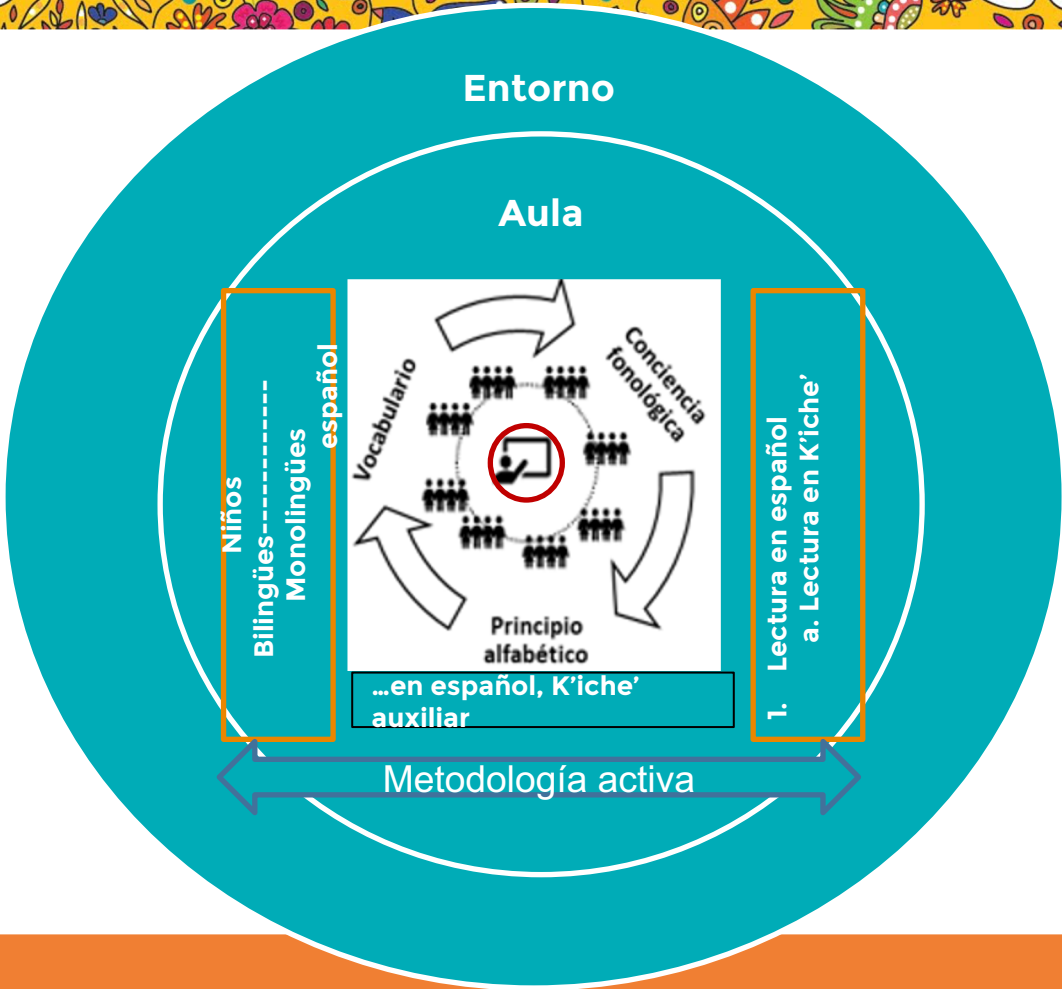 Entorno
Aula
Niños
Bilingües-------------
Monolingües
español
Vocabulario
Conciencia
fonológica
Principio
alfabético
1. Lectura en español
a. Lectura en K’iche’
…en español, K’iche’
auxiliar
Metodología activa